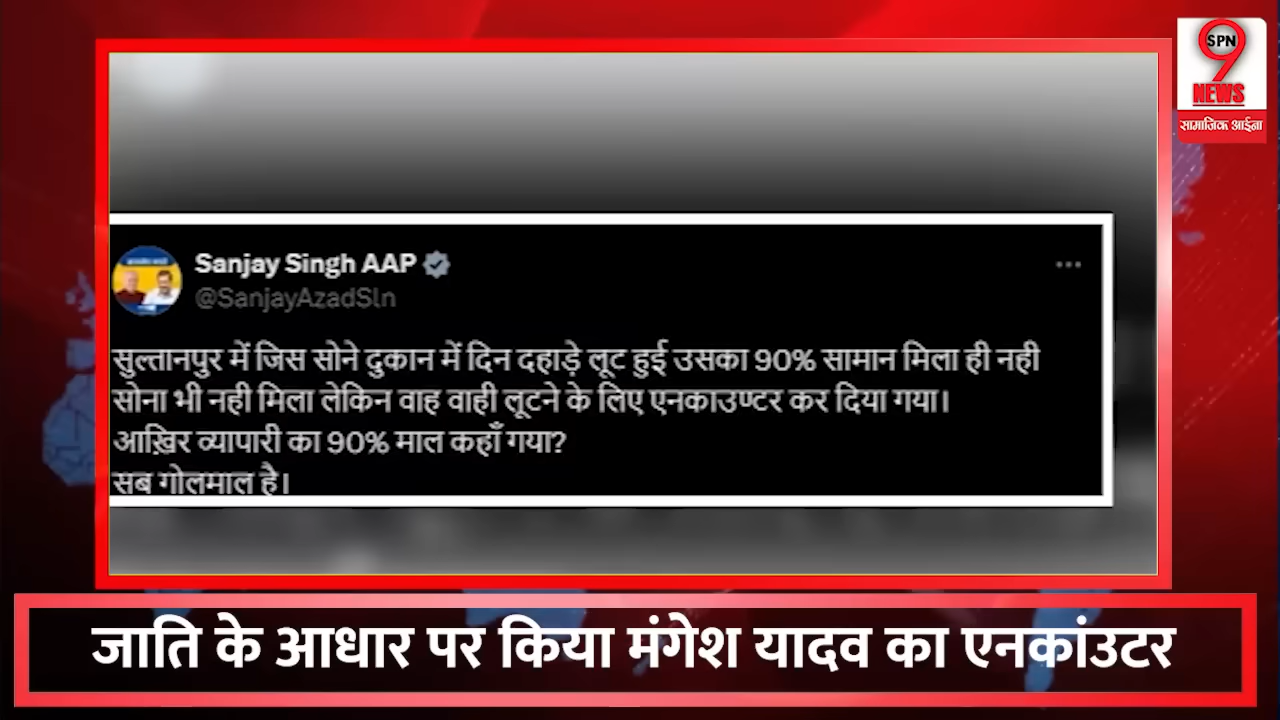 SPN
9
NEWS
सामाजिक आईना
Sanjay Singh AAP
@SanjayAzadSln
सुल्तानपुर में जिस सोने दुकान में दिन दहाड़े लूट हुई उसका 90% सामान मिला ही नही
सोना भी नही मिला लेकिन वाह वाही लूटने के लिए एनकाउण्टर कर दिया गया।
आख़िर व्यापारी का 90% माल कहाँ गया?
सब गोलमाल है।
जाति के आधार पर किया मंगेश यादव का एनकांउटर